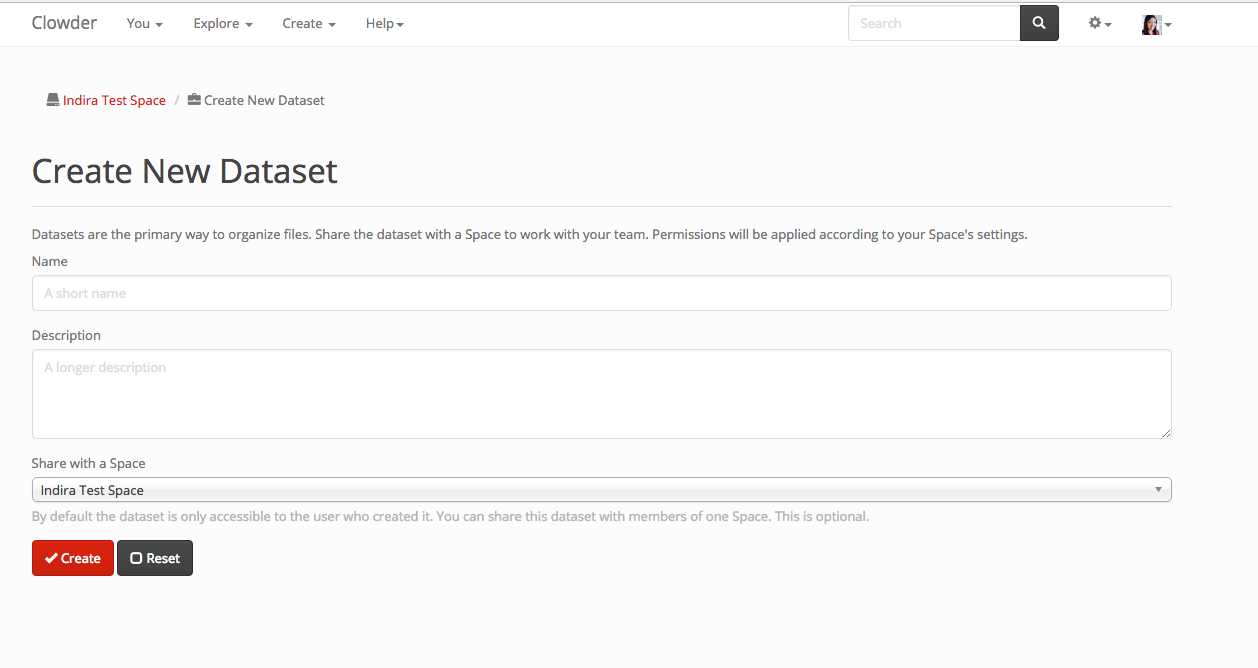 Clowder You Explore Create Help Search
Indira Test Space / Create New Dataset
Create New Dataset
Datasets are the primary way to organize files. Share the dataset with a Space to work with your team. Permissions will be applied according to your Space's settings.
Name
A short name
Description
A longer description
Share with a Space
Indira Test Space
By default the dataset is only accessible to the user who created it. You can share this dataset with members of one Space. This is optional.
Create Reset